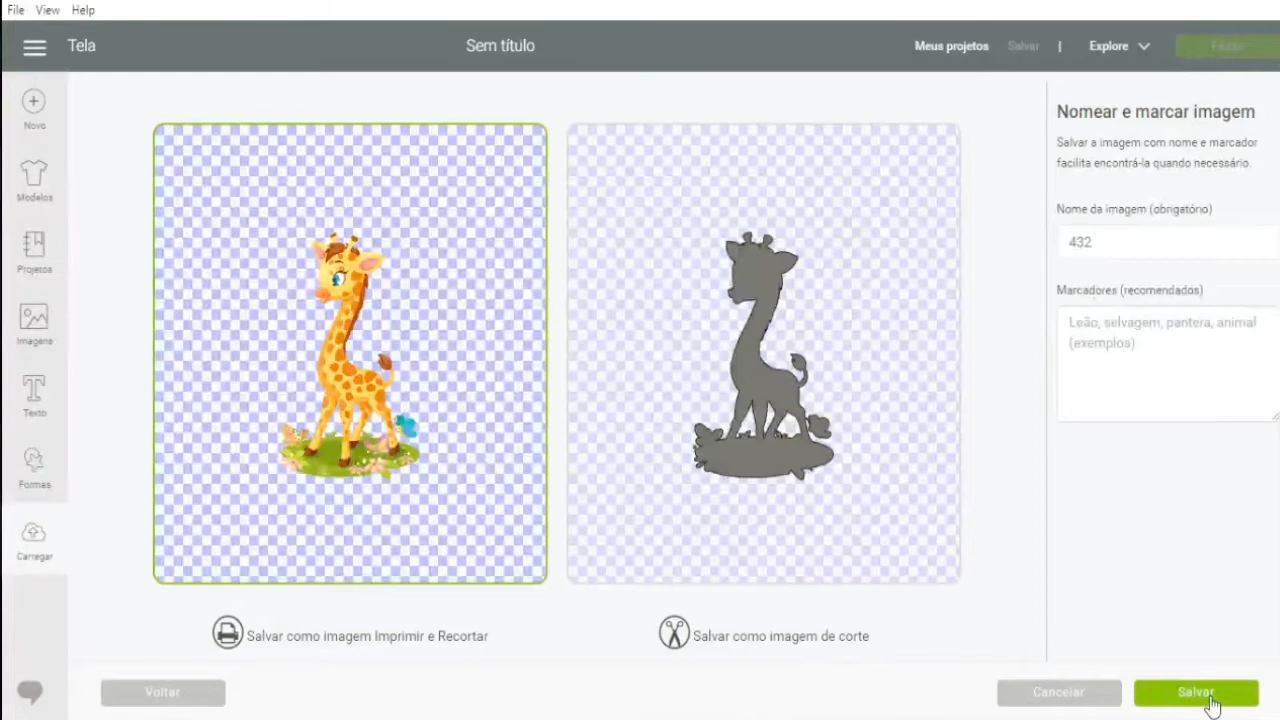 File View Help
Tela
Sem título
Meus projetos Salvar | Explore
Novo
Modelos
Projetos
Imagens
Texto
Formas
Carregar
Nomear e marcar imagem
Salvar a imagem com nome e marcador
facilita encontrá-la quando necessário.
Nome da imagem (obrigatório)
432
Marcadores (recomendados)
Leão, selvagem, pantera, animal
(exemplos)
Salvar como imagem Imprimir e Recortar
Salvar como imagem de corte
Voltar
Cancelar
Salvar